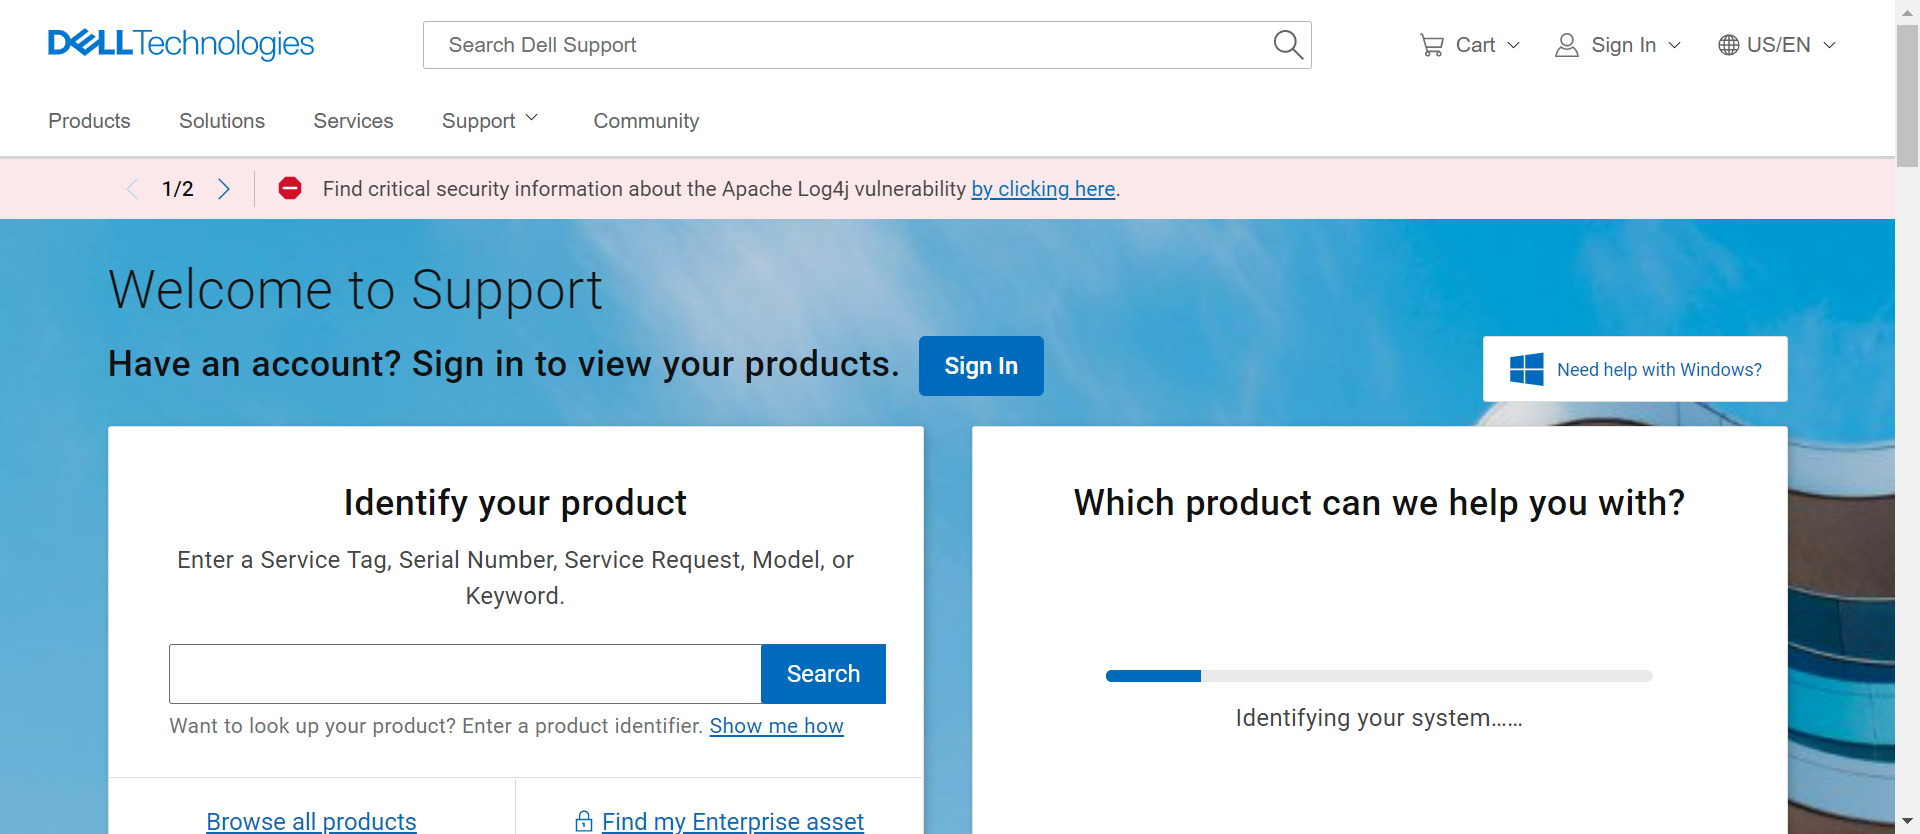 DELL Technologies
Search Dell Support
Cart
Sign In
US/EN
Products
Solutions
Services
Support
Community
1/2
Find critical security information about the Apache Log4j vulnerability by clicking here.
Welcome to Support
Have an account? Sign in to view your products.
Sign In
Need help with Windows?
Identify your product
Enter a Service Tag, Serial Number, Service Request, Model, or
Keyword.
Search
Want to look up your product? Enter a product identifier. Show me how
Browse all products
Find my Enterprise asset
Which product can we help you with?
Identifying your system......